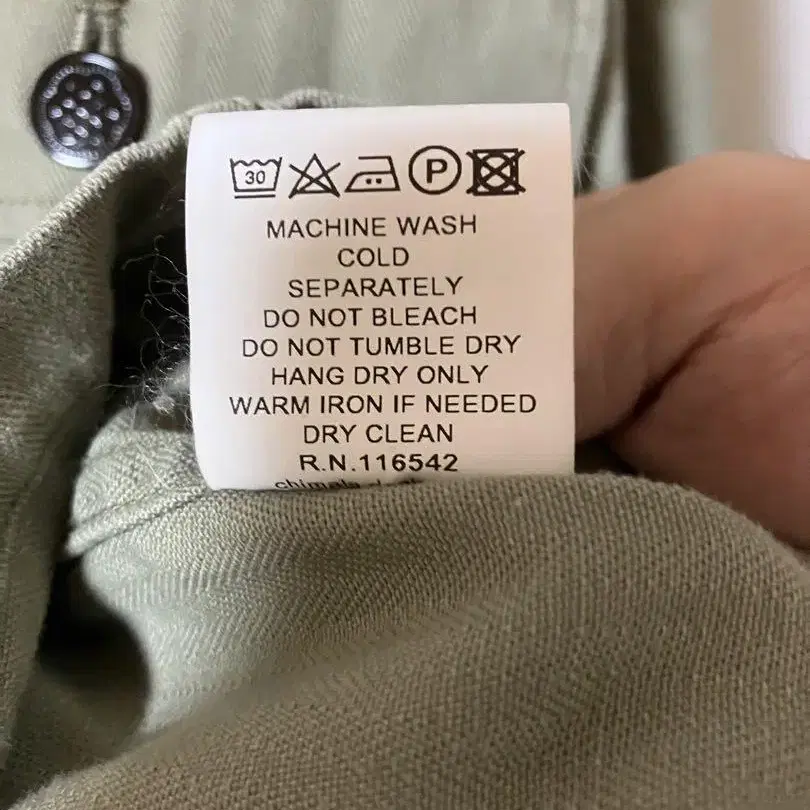 30 P
MACHINE WASH
COLD
SEPARATELY
DO NOT BLEACH
DO NOT TUMBLE DRY
HANG DRY ONLY
WARM IRON IF NEEDED
DRY CLEAN
R.N.116542